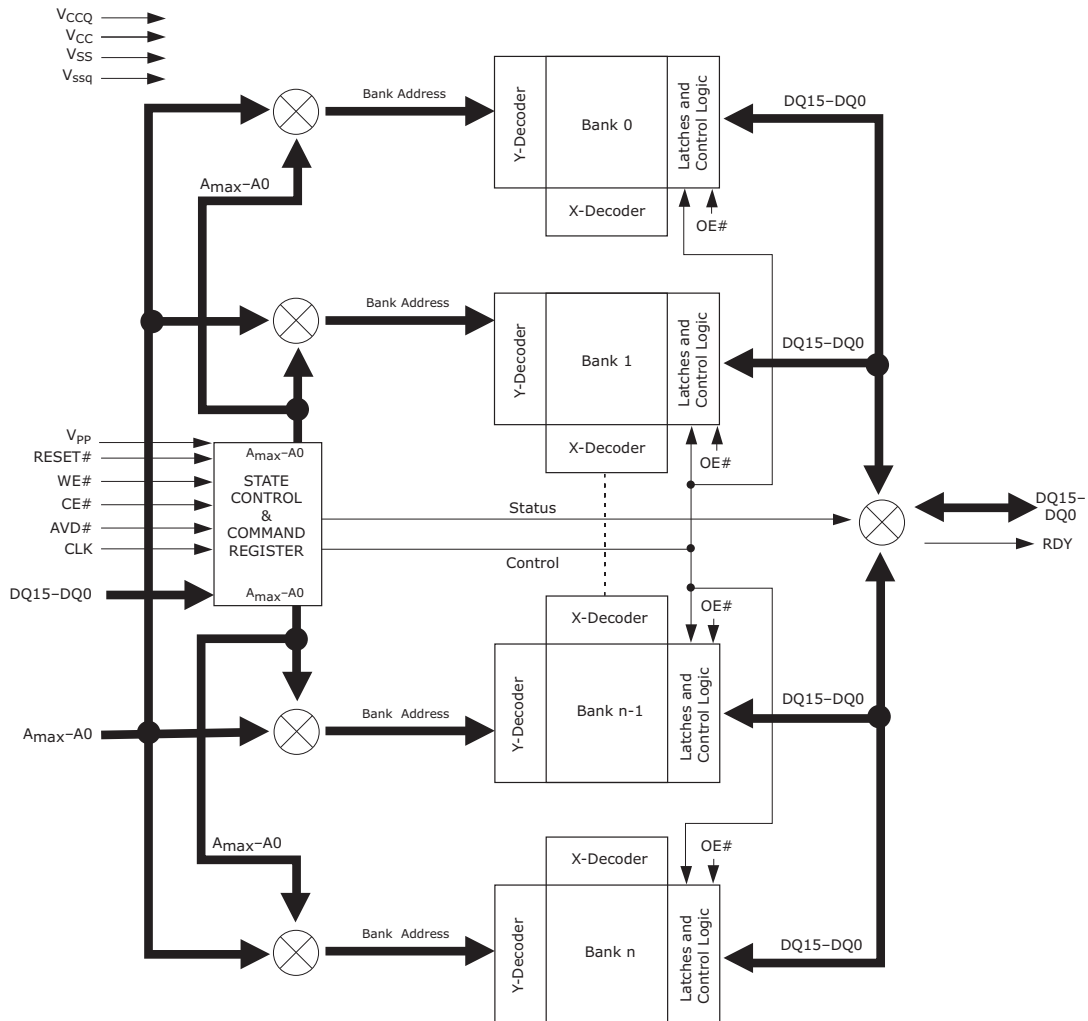 VCCQ
VCC
VSS
Vssq
Bank Address
Y-Decoder
Bank 0
Latches and
Control Logic
DQ15–DQ0
Amax–A0
X-Decoder
OE#
Bank Address
Y-Decoder
Bank 1
Latches and
Control Logic
DQ15–DQ0
X-Decoder
OE#
VPP
RESET#
WE#
CE#
AVD#
CLK
DQ15–DQ0
Amax–A0
STATE
CONTROL
&
COMMAND
REGISTER
Amax–A0
Status
Control
DQ15–
DQ0
RDY
X-Decoder
OE#
Amax–A0
Bank Address
Y-Decoder
Bank n-1
Latches and
Control Logic
DQ15–DQ0
Amax–A0
X-Decoder
OE#
Bank Address
Y-Decoder
Bank n
Latches and
Control Logic
DQ15–DQ0